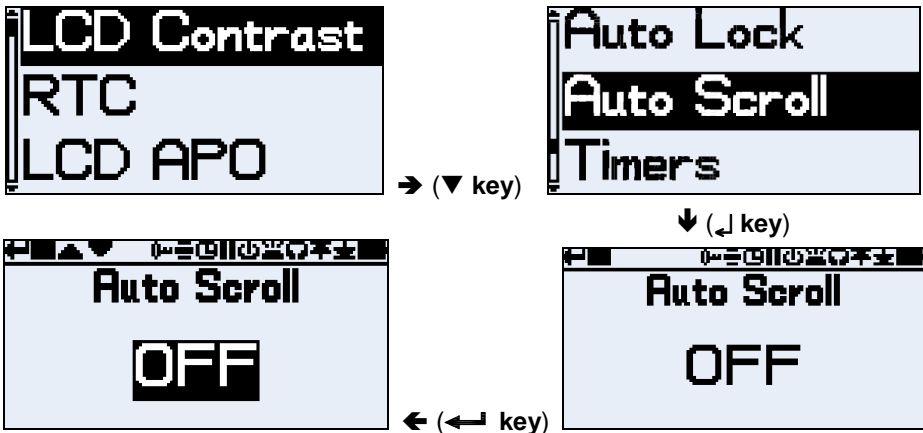 LCD Contrast
RTC
LCD APO
➔ (▼ key)
Auto Lock
Auto Scroll
Timers
🡻 (↵ key)
Auto Scroll
OFF
Auto Scroll
OFF
🡸 (⟵ key)